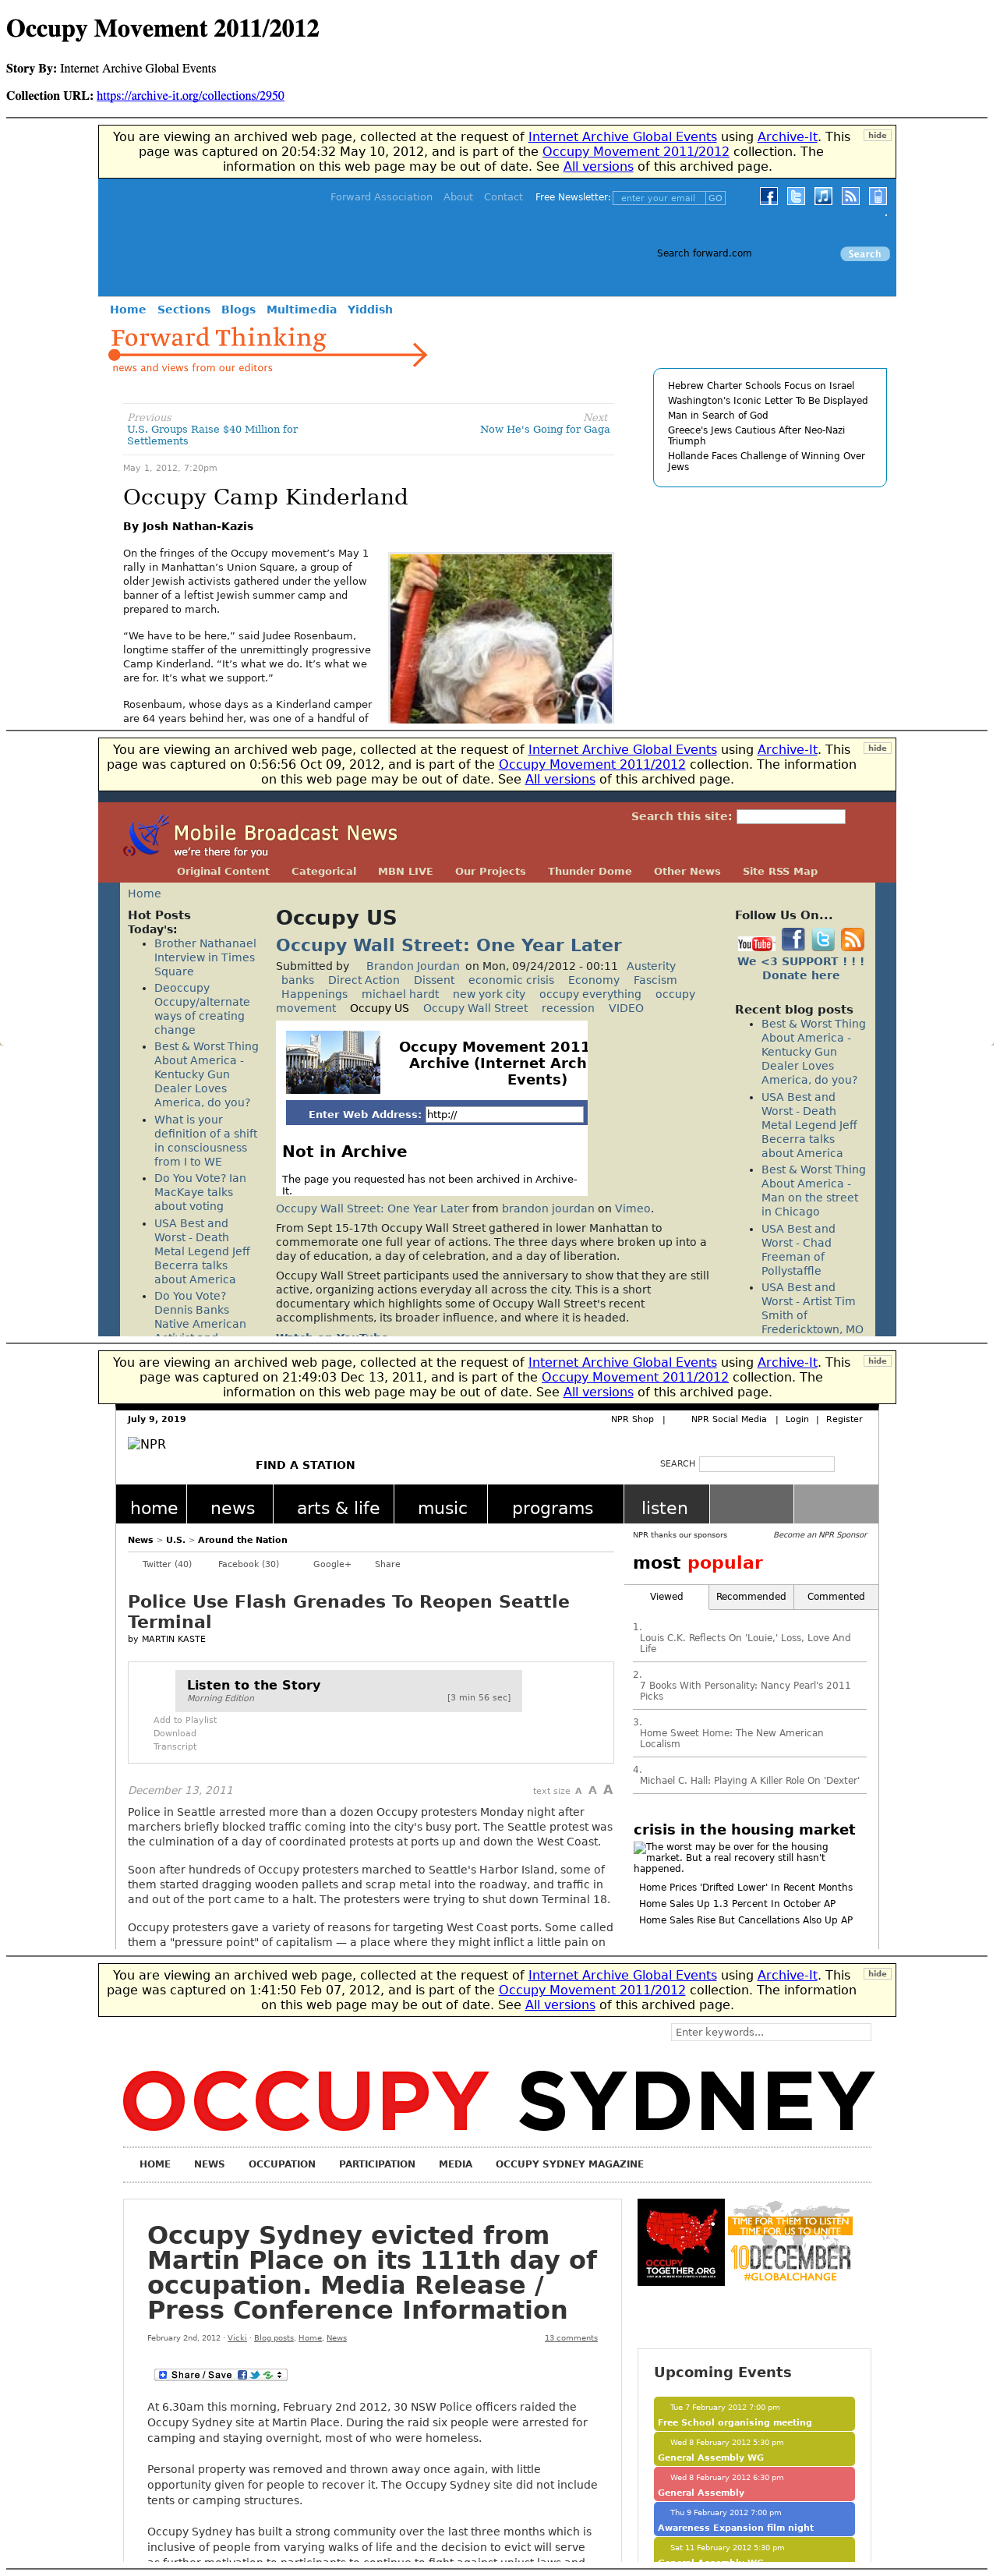 Occupy Movement 2011/2012
Story By: Internet Archive Global Events
Collection URL: https://archive-it.org/collections/2950
You are viewing an archived web page, collected at the request of Internet Archive Global Events using Archive-It. This
page was captured on 20:54:32 May 10, 2012, and is part of the Occupy Movement 2011/2012 collection. The
information on this web page may be out of date. See All versions of this archived page.
hide
Forward Association About Contact Free Newsletter: enter your email GO
Search forward.com Search
Home Sections Blogs Multimedia Yiddish
Forward Thinking
news and views from our editors
Previous
U.S. Groups Raise $40 Million for
Settlements
Next
Now He's Going for Gaga
Hebrew Charter Schools Focus on Israel
Washington's Iconic Letter To Be Displayed
Man in Search of God
Greece's Jews Cautious After Neo-Nazi
Triumph
Hollande Faces Challenge of Winning Over
Jews
May 1, 2012, 7:20pm
Occupy Camp Kinderland
By Josh Nathan-Kazis
On the fringes of the Occupy movement’s May 1
rally in Manhattan’s Union Square, a group of
older Jewish activists gathered under the yellow
banner of a leftist Jewish summer camp and
prepared to march.
“We have to be here,” said Judee Rosenbaum,
longtime staffer of the unremittingly progressive
Camp Kinderland. “It’s what we do. It’s what we
are for. It’s what we support.”
Rosenbaum, whose days as a Kinderland camper
are 64 years behind her, was one of a handful of
You are viewing an archived web page, collected at the request of Internet Archive Global Events using Archive-It. This
page was captured on 0:56:56 Oct 09, 2012, and is part of the Occupy Movement 2011/2012 collection. The information
on this web page may be out of date. See All versions of this archived page.
hide
Mobile Broadcast News
we're there for you
Search this site:
Original Content Categorical MBN LIVE Our Projects Thunder Dome Other News Site RSS Map
Home
Hot Posts
Today's:
Brother Nathanael
Interview in Times
Square
Deoccupy
Occupy/alternate
ways of creating
change
Best & Worst Thing
About America -
Kentucky Gun
Dealer Loves
America, do you?
What is your
definition of a shift
in consciousness
from I to WE
Do You Vote? Ian
MacKaye talks
about voting
USA Best and
Worst - Death
Metal Legend Jeff
Becerra talks
about America
Do You Vote?
Dennis Banks
Native American
Activist and
Occupy US
Occupy Wall Street: One Year Later
Submitted by Brandon Jourdan on Mon, 09/24/2012 - 00:11 Austerity
banks Direct Action Dissent economic crisis Economy Fascism
Happenings michael hardt new york city occupy everything occupy
movement Occupy US Occupy Wall Street recession VIDEO
Occupy Movement 2011
Archive (Internet Arch
Events)
Enter Web Address: http://
Not in Archive
The page you requested has not been archived in Archive-
It.
Occupy Wall Street: One Year Later from brandon jourdan on Vimeo.
From Sept 15-17th Occupy Wall Street gathered in lower Manhattan to
commemorate one full year of actions. The three days where broken up into a
day of education, a day of celebration, and a day of liberation.
Occupy Wall Street participants used the anniversary to show that they are still
active, organizing actions everyday all across the city. This is a short
documentary which highlights some of Occupy Wall Street's recent
accomplishments, its broader influence, and where it is headed.
Watch on YouTube
Follow Us On...
YouTube
We <3 SUPPORT ! ! !
Donate here
Recent blog posts
Best & Worst Thing
About America -
Kentucky Gun
Dealer Loves
America, do you?
USA Best and
Worst - Death
Metal Legend Jeff
Becerra talks
about America
Best & Worst Thing
About America -
Man on the street
in Chicago
USA Best and
Worst - Chad
Freeman of
Pollystaffle
USA Best and
Worst - Artist Tim
Smith of
Fredericktown, MO
You are viewing an archived web page, collected at the request of Internet Archive Global Events using Archive-It. This
page was captured on 21:49:03 Dec 13, 2011, and is part of the Occupy Movement 2011/2012 collection. The
information on this web page may be out of date. See All versions of this archived page.
hide
July 9, 2019
NPR Shop | NPR Social Media | Login | Register
NPR
FIND A STATION
SEARCH
home news arts & life music programs listen
News > U.S. > Around the Nation
Twitter (40) Facebook (30) Google+ Share
Police Use Flash Grenades To Reopen Seattle
Terminal
by MARTIN KASTE
Listen to the Story
Morning Edition [3 min 56 sec]
Add to Playlist
Download
Transcript
December 13, 2011 text size A A A
Police in Seattle arrested more than a dozen Occupy protesters Monday night after
marchers briefly blocked traffic coming into the city's busy port. The Seattle protest was
the culmination of a day of coordinated protests at ports up and down the West Coast.
Soon after hundreds of Occupy protesters marched to Seattle's Harbor Island, some of
them started dragging wooden pallets and scrap metal into the roadway, and traffic in
and out of the port came to a halt. The protesters were trying to shut down Terminal 18.
Occupy protesters gave a variety of reasons for targeting West Coast ports. Some called
them a "pressure point" of capitalism — a place where they might inflict a little pain on
NPR thanks our sponsors Become an NPR Sponsor
most popular
Viewed Recommended Commented
1.
Louis C.K. Reflects On 'Louie,' Loss, Love And
Life
2.
7 Books With Personality: Nancy Pearl's 2011
Picks
3.
Home Sweet Home: The New American
Localism
4.
Michael C. Hall: Playing A Killer Role On 'Dexter'
crisis in the housing market
The worst may be over for the housing
market. But a real recovery still hasn't
happened.
Home Prices 'Drifted Lower' In Recent Months
Home Sales Up 1.3 Percent In October AP
Home Sales Rise But Cancellations Also Up AP
You are viewing an archived web page, collected at the request of Internet Archive Global Events using Archive-It. This
page was captured on 1:41:50 Feb 07, 2012, and is part of the Occupy Movement 2011/2012 collection. The information
on this web page may be out of date. See All versions of this archived page.
hide
Enter keywords...
OCCUPY SYDNEY
HOME NEWS OCCUPATION PARTICIPATION MEDIA OCCUPY SYDNEY MAGAZINE
Occupy Sydney evicted from
Martin Place on its 111th day of
occupation. Media Release /
Press Conference Information
February 2nd, 2012 · Vicki · Blog posts, Home, News 13 comments
Share / Save
At 6.30am this morning, February 2nd 2012, 30 NSW Police officers raided the
Occupy Sydney site at Martin Place. During the raid six people were arrested for
camping and staying overnight, most of who were homeless.
Personal property was removed and thrown away once again, with little
opportunity given for people to recover it. The Occupy Sydney site did not include
tents or camping structures.
Occupy Sydney has built a strong community over the last three months which is
inclusive of people from varying walks of life and the decision to evict will serve
as further motivation to participants to continue to fight against unjust laws and
OCCUPY
TOGETHER.ORG
TIME FOR THEM TO LISTEN
TIME FOR US TO UNITE
10DECEMBER
#GLOBALCHANGE
Upcoming Events
Tue 7 February 2012 7:00 pm
Free School organising meeting
Wed 8 February 2012 5:30 pm
General Assembly WG
Wed 8 February 2012 6:30 pm
General Assembly
Thu 9 February 2012 7:00 pm
Awareness Expansion film night
Sat 11 February 2012 5:30 pm
General Assembly WG